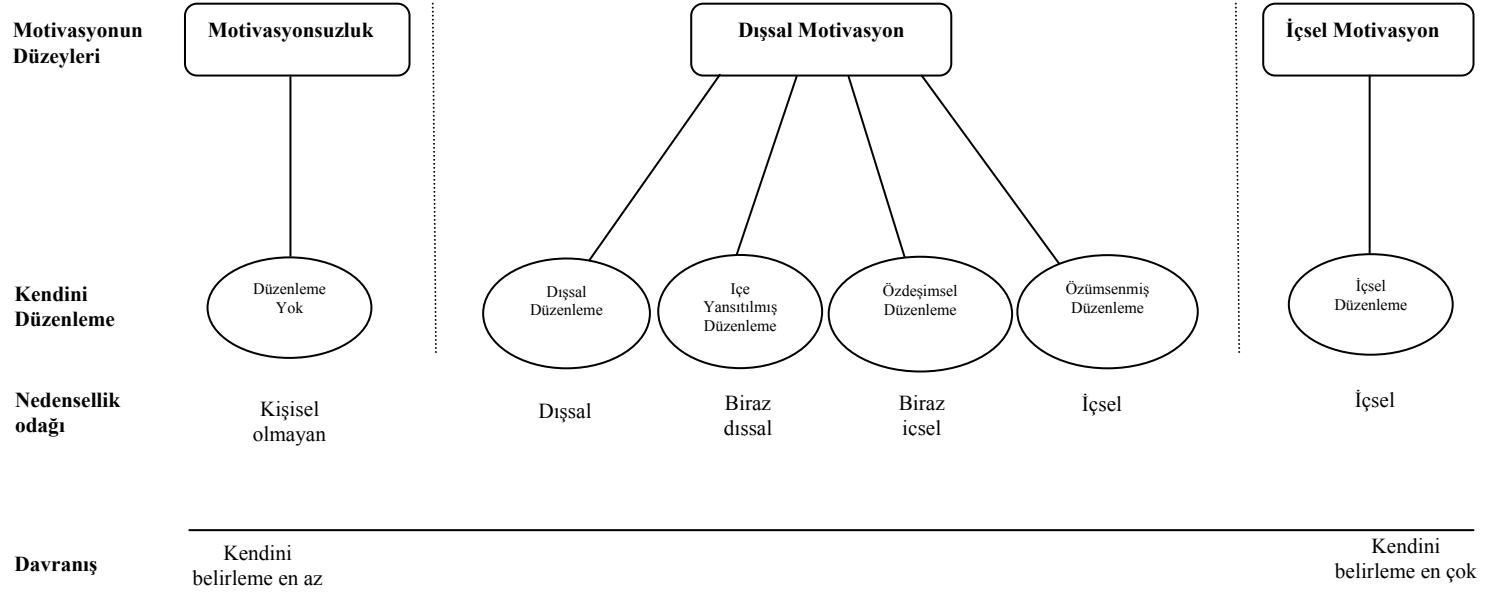 Motivasyonun
Düzeyleri
Motivasyonsuzluk
Dışsal Motivasyon
İçsel Motivasyon
Kendini
Düzenleme
Düzenleme
Yok
Dışsal
Düzenleme
Içe
Yansıtılmış
Düzenleme
Özdeşimsel
Düzenleme
Özümsenmiş
Düzenleme
İçsel
Düzenleme
Nedensellik
odağı
Kişisel
olmayan
Dışsal
Biraz
dıssal
Biraz
icsel
İçsel
İçsel
Davranış
Kendini
belirleme en az
Kendini
belirleme en çok